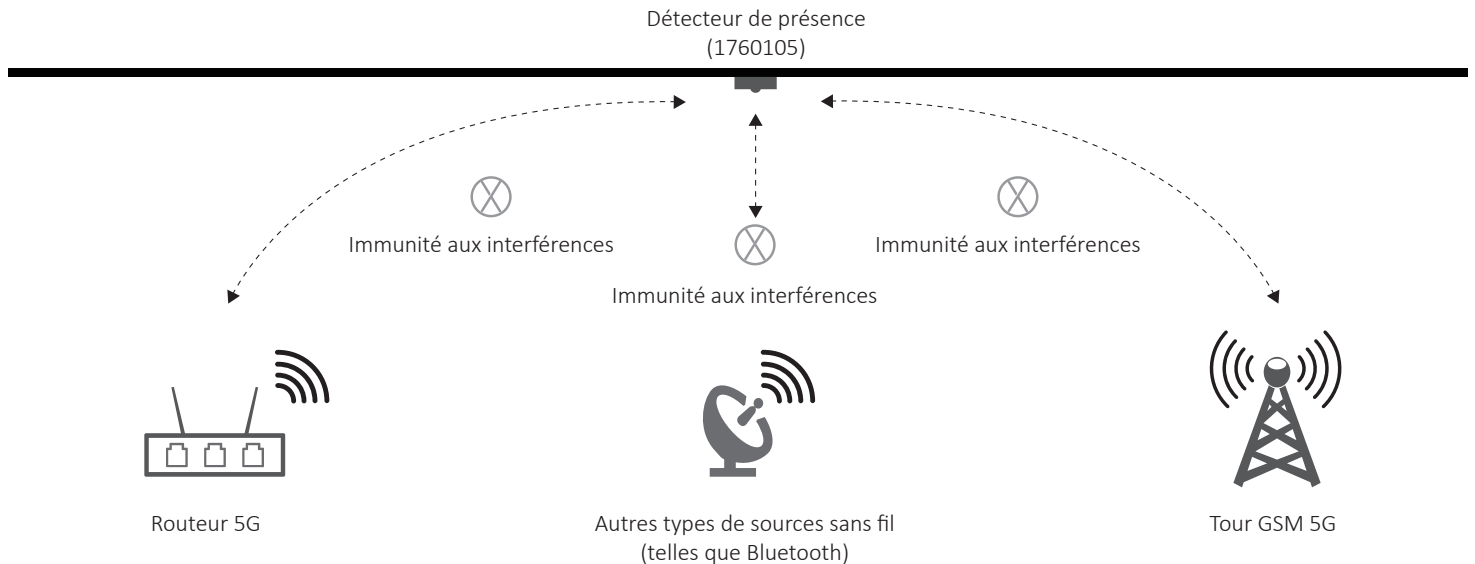 Détecteur de présence
(1760105)
Immunité aux interférences
Immunité aux interférences
Immunité aux interférences
Routeur 5G
Autres types de sources sans fil
(telles que Bluetooth)
Tour GSM 5G